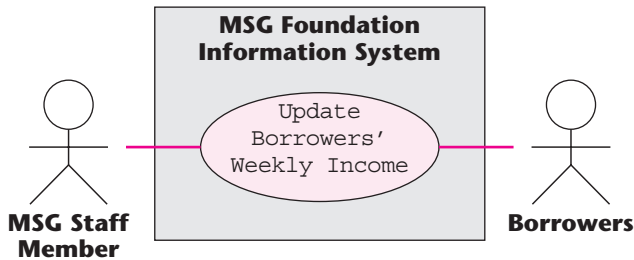 MSG Foundation
Information System
Update
Borrowers’
Weekly Income
MSG Staff
Member
Borrowers